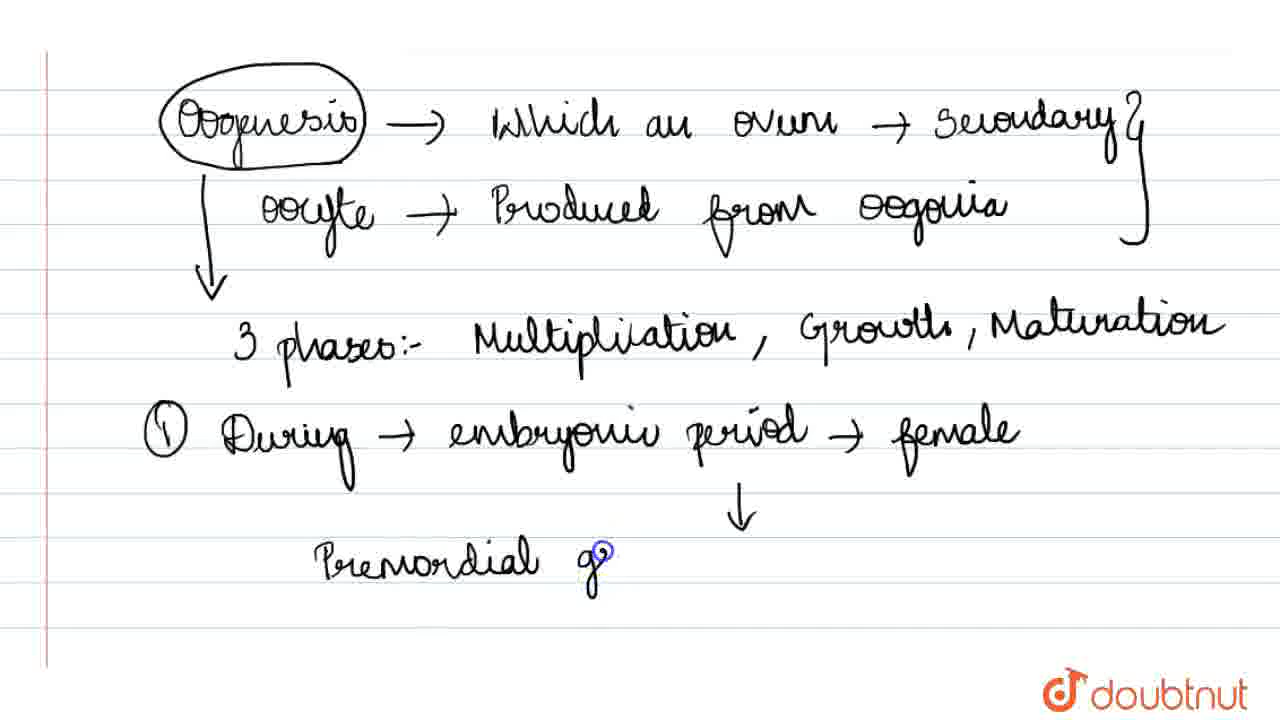 Oogenesis → Which an ovum → secondary
oocyte → Produced from oogonia
3 phases:- Multiplication, Growth, Maturation
① During → embryonic period → female
↓
Premordial g
doubtnut